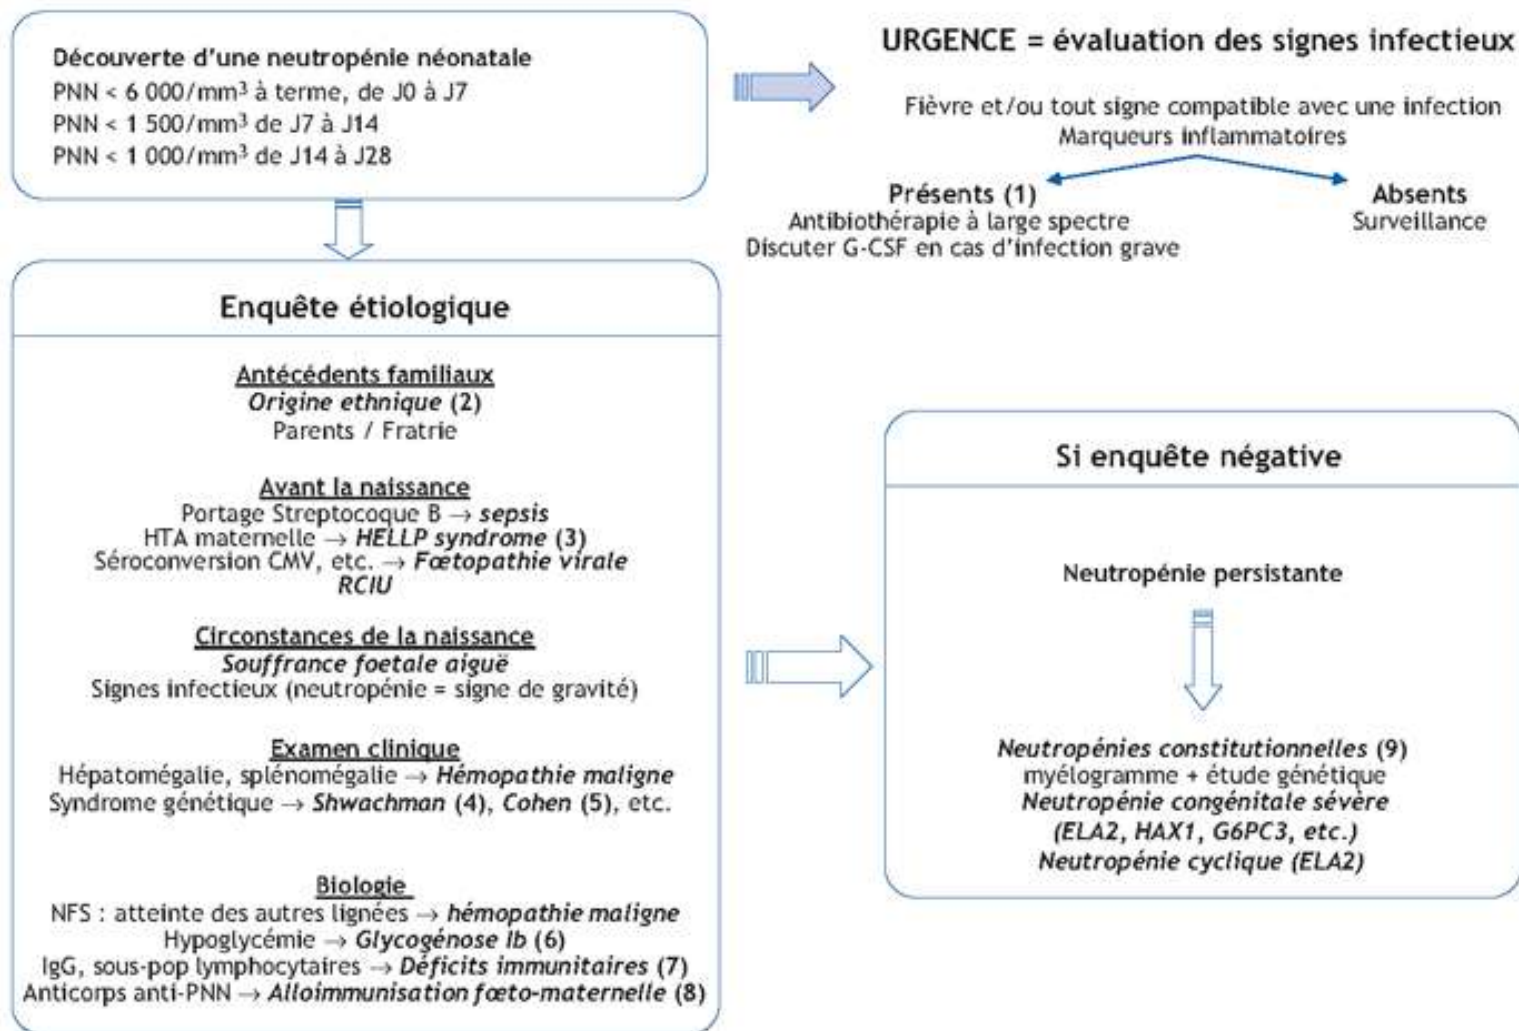 Découverte d'une neutropénie néonatale
PNN < 6 000/mm³ à terme, de J0 à J7
PNN < 1 500/mm³ de J7 à J14
PNN < 1 000/mm³ de J14 à J28
URGENCE = évaluation des signes infectieux
Fièvre et/ou tout signe compatible avec une infection
Marqueurs inflammatoires
Présents (1)
Antibiothérapie à large spectre
Discuter G-CSF en cas d'infection grave
Absents
Surveillance
Enquête étiologique
Antécédents familiaux
Origine ethnique (2)
Parents / Fratrie
Avant la naissance
Portage Streptocoque B → sepsis
HTA maternelle → HELLP syndrome (3)
Séroconversion CMV, etc. → Fœtopathie virale
RCIU
Circonstances de la naissance
Souffrance foetale aiguë
Signes infectieux (neutropénie = signe de gravité)
Examen clinique
Hépatomégalie, splénomégalie → Hémopathie maligne
Syndrome génétique → Shwachman (4), Cohen (5), etc.
Biologie
NFS : atteinte des autres lignées → hémopathie maligne
Hypoglycémie → Glycogénose Ib (6)
IgG, sous-pop lymphocytaires → Déficits immunitaires (7)
Anticorps anti-PNN → Alloimmunisation fœto-maternelle (8)
Si enquête négative
Neutropénie persistante
Neutropénies constitutionnelles (9)
myélogramme + étude génétique
Neutropénie congénitale sévère
(ELA2, HAX1, G6PC3, etc.)
Neutropénie cyclique (ELA2)